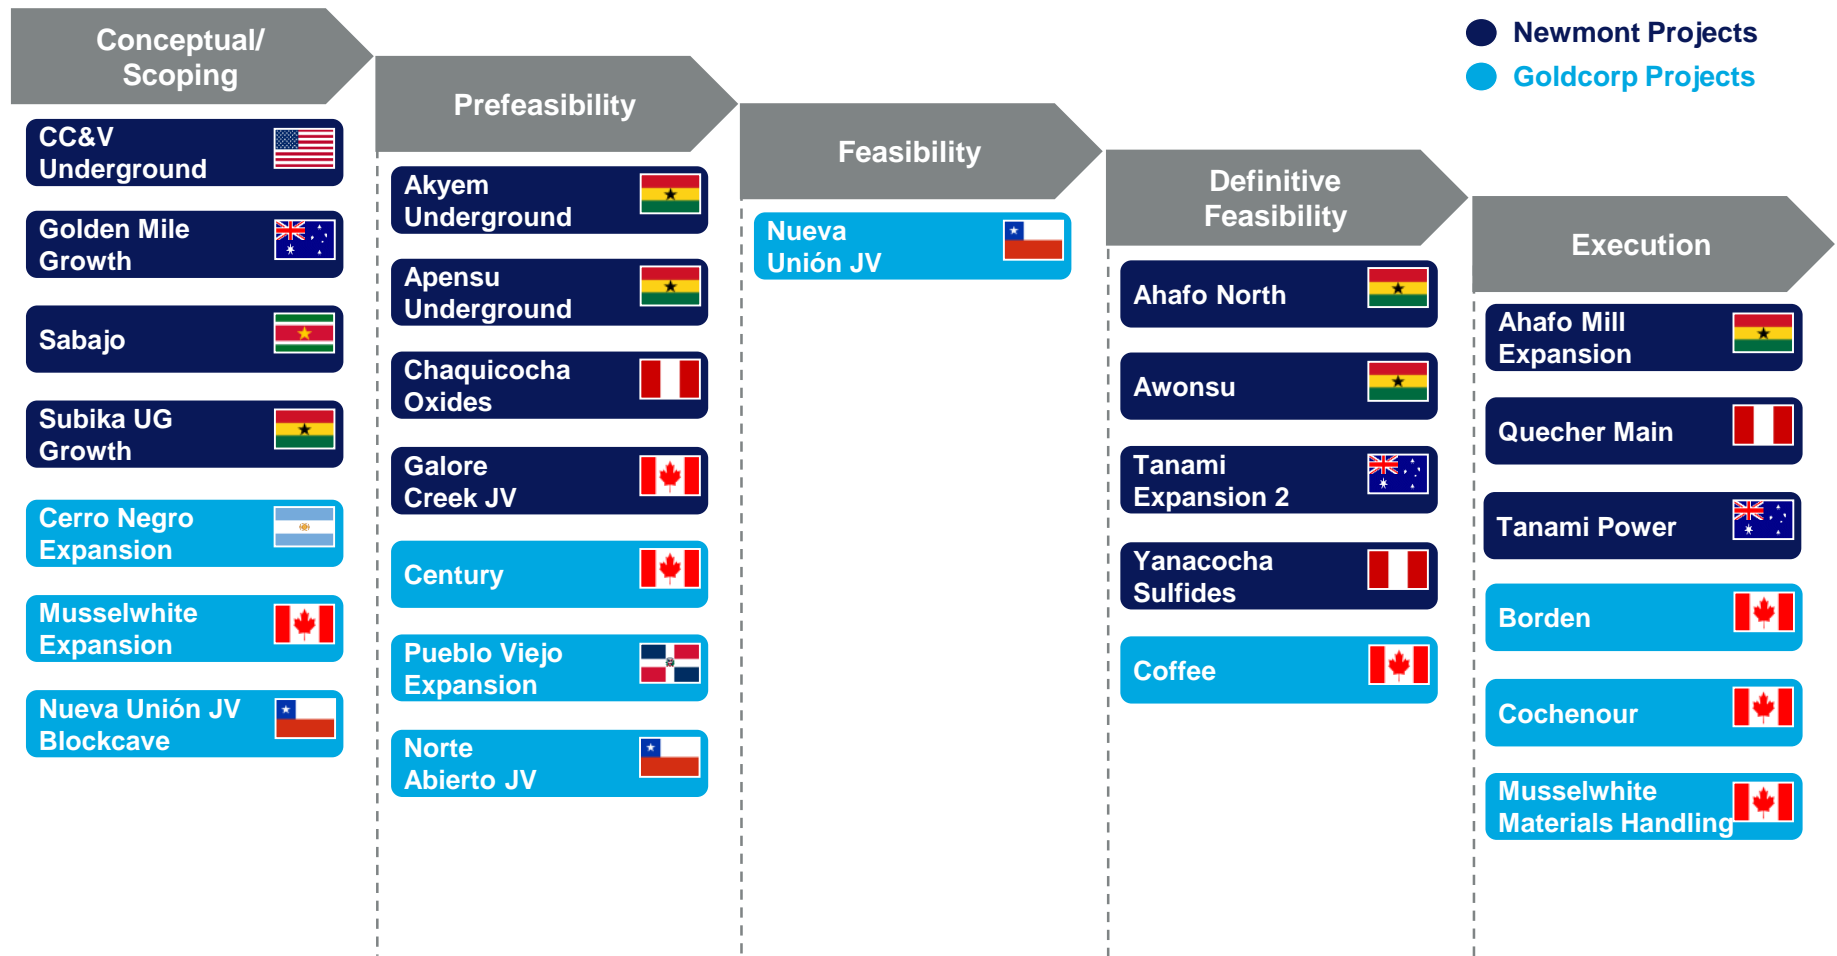 Newmont Projects
Goldcorp Projects
Conceptual/
Scoping
CC&V
Underground
Golden Mile
Growth
Sabajo
Subika UG
Growth
Cerro Negro
Expansion
Musselwhite
Expansion
Nueva Unión JV
Blockcave
Prefeasibility
Akyem
Underground
Apensu
Underground
Chaquicocha
Oxides
Galore
Creek JV
Century
Pueblo Viejo
Expansion
Norte
Abierto JV
Feasibility
Nueva
Unión JV
Definitive
Feasibility
Ahafo North
Awonsu
Tanami
Expansion 2
Yanacocha
Sulfides
Coffee
Execution
Ahafo Mill
Expansion
Quecher Main
Tanami Power
Borden
Cochenour
Musselwhite
Materials Handling